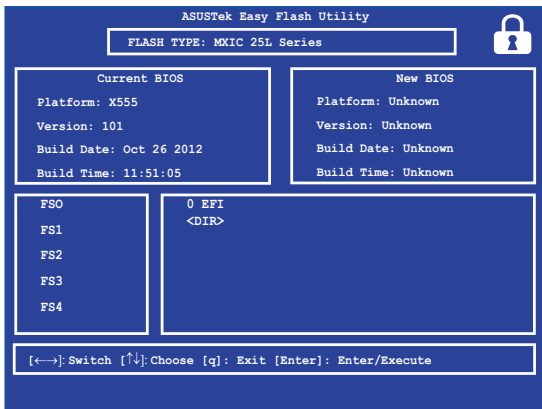 ASUSTek Easy Flash Utility
FLASH TYPE: MXIC 25L Series
Current BIOS
Platform: X555
Version: 101
Build Date: Oct 26 2012
Build Time: 11:51:05
New BIOS
Platform: Unknown
Version: Unknown
Build Date: Unknown
Build Time: Unknown
FSO
FS1
FS2
FS3
FS4
0 EFI
<DIR>
[←→]: Switch [↑↓]: Choose [q]: Exit [Enter]: Enter/Execute